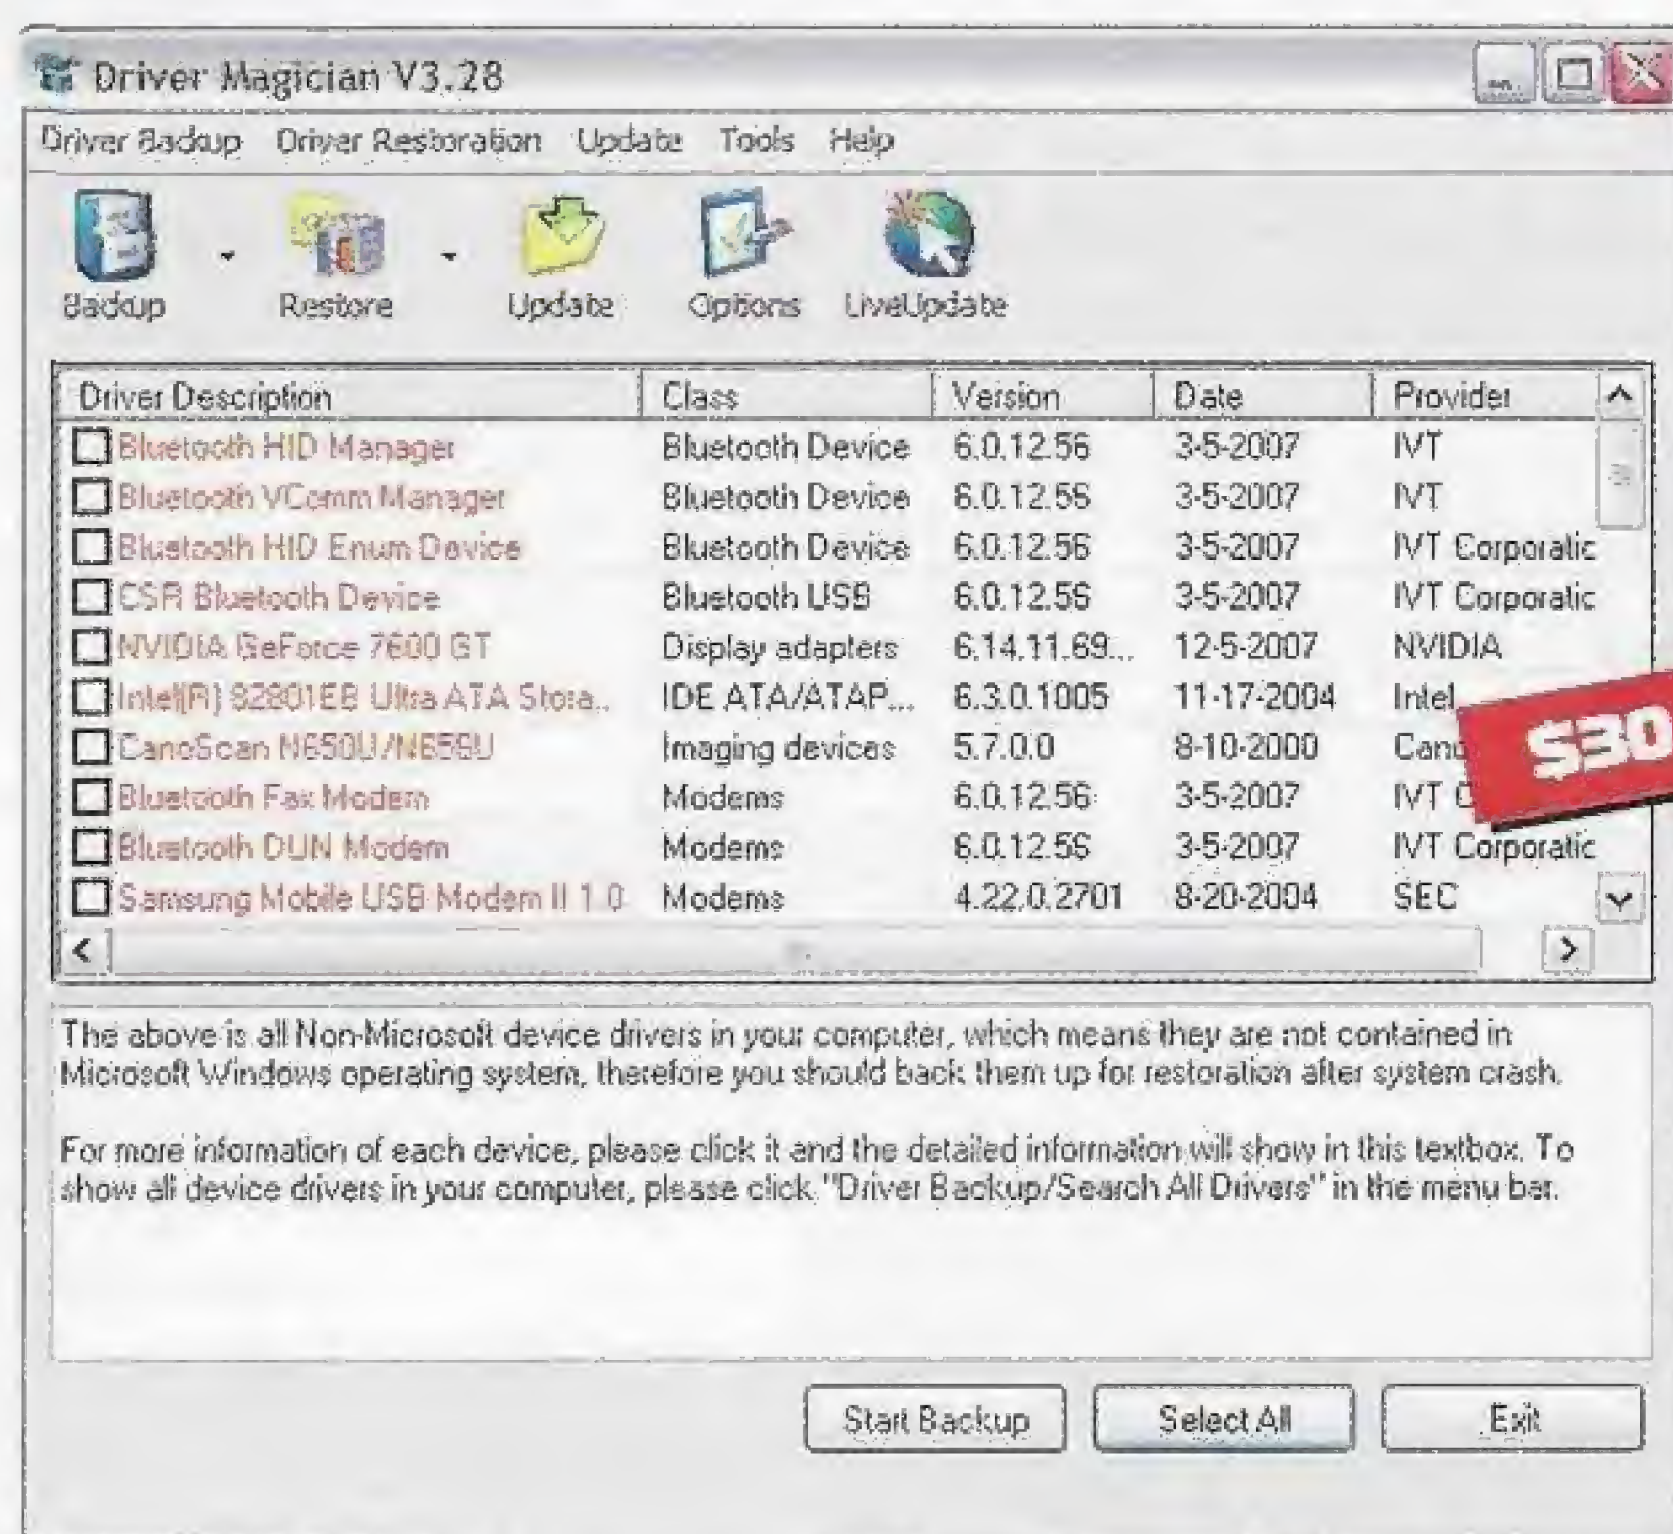 Driver Magician V3.28
Driver Backup Driver Restoration Update Tools Help
Backup Restore Update Options LiveUpdate
Driver Description Class Version Date Provider
Bluetooth HID Manager Bluetooth Device 6.0.12.56 3-5-2007 IVT
Bluetooth VComm Manager Bluetooth Device 6.0.12.56 3-5-2007 IVT
Bluetooth HID Enum Device Bluetooth Device 6.0.12.56 3-5-2007 IVT Corporatic
CSR Bluetooth Device Bluetooth USB 6.0.12.56 3-5-2007 IVT Corporatic
NVIDIA GeForce 7600 GT Display adapters 6.14.11.69... 12-5-2007 NVIDIA
Intel(R) 82801EB Ultra ATA Stora.. IDE ATA/ATAP... 6.3.0.1005 11-17-2004 Intel
$30
CanoScan N650U/N656U Imaging devices 5.7.0.0 8-10-2000 Cano
Bluetooth Fax Modem Modems 6.0.12.56 3-5-2007 IVT C
Bluetooth DUN Modem Modems 6.0.12.56 3-5-2007 IVT Corporatic
Samsung Mobile USB Modem II 1.0 Modems 4.22.0.2701 8-20-2004 SEC
The above is all Non-Microsoft device drivers in your computer, which means they are not contained in
Microsoft Windows operating system, therefore you should back them up for restoration after system crash.
For more information of each device, please click it and the detailed information will show in this textbox. To
show all device drivers in your computer, please click "Driver Backup/Search All Drivers" in the menu bar.
Start Backup Select All Exit